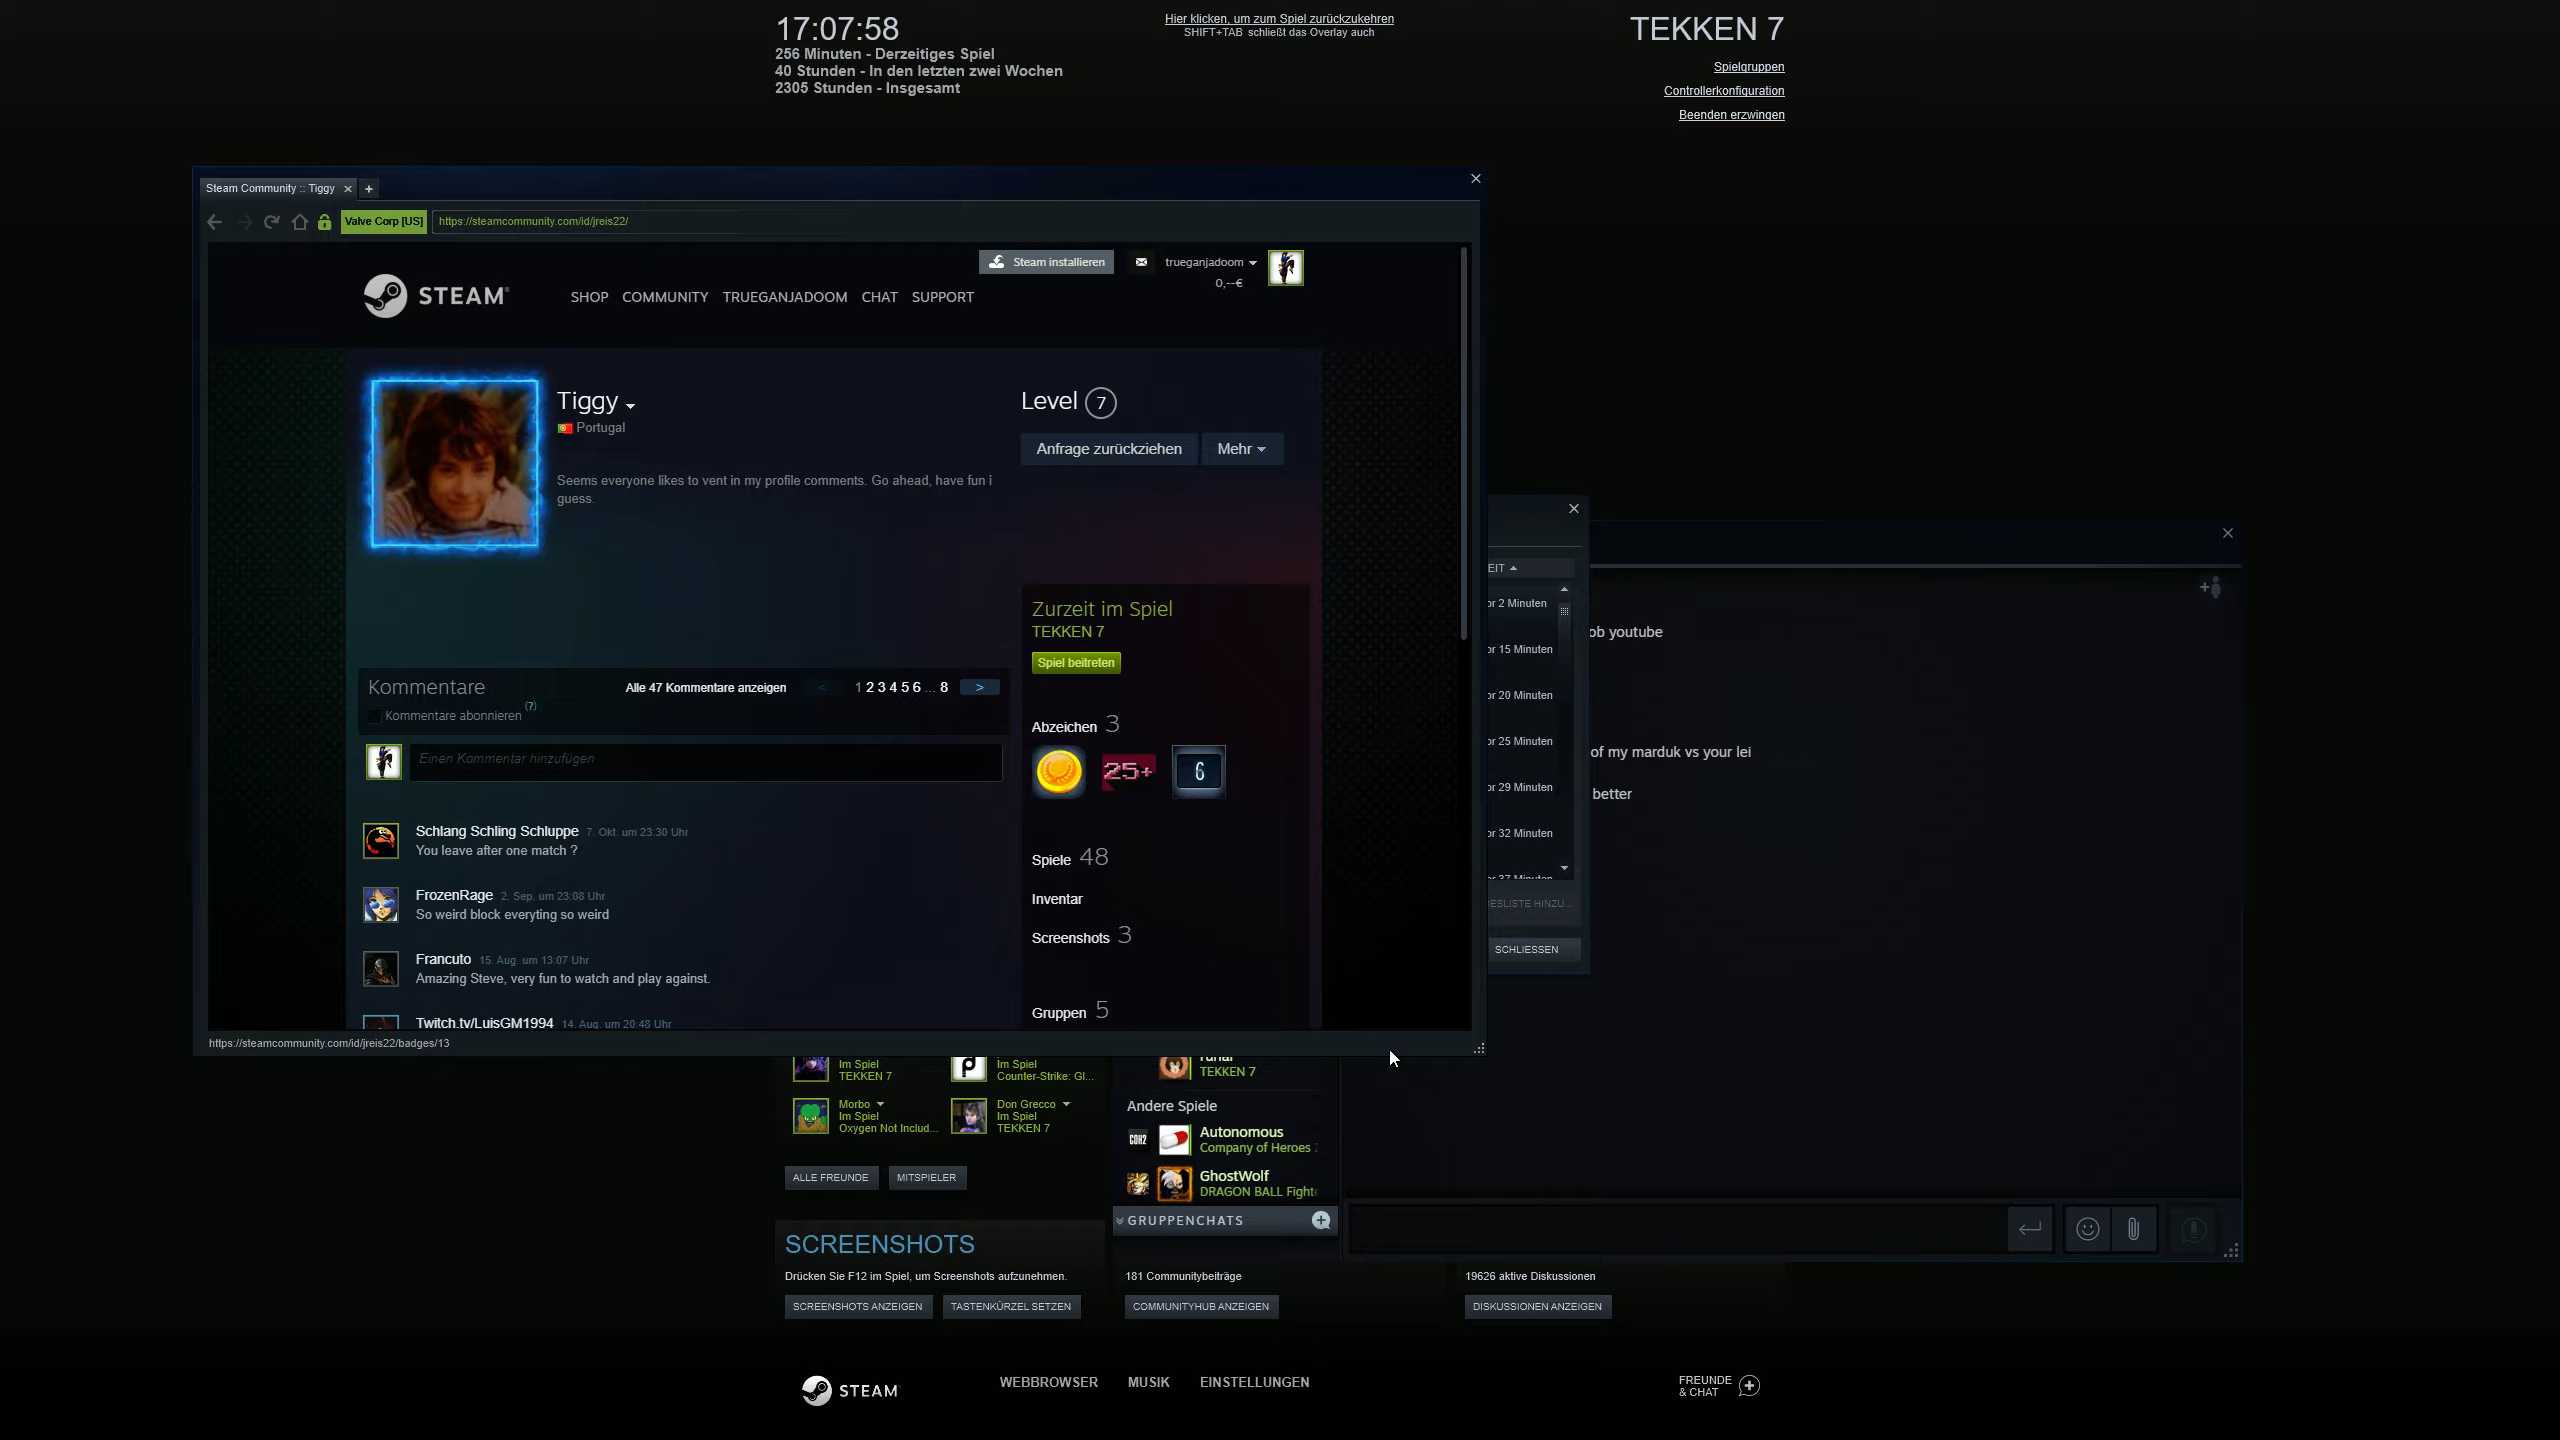 17:07:58
256 Minuten - Derzeitiges Spiel
40 Stunden - In den letzten zwei Wochen
2305 Stunden - Insgesamt
Hier klicken, um zum Spiel zurückzukehren
SHIFT+TAB schließt das Overlay auch
TEKKEN 7
Spielgruppen
Controllerkonfiguration
Beenden erzwingen
Steam Community :: Tiggy
Valve Corp [US]
https://steamcommunity.com/id/jreis22/
Steam installieren
trueganjadoom
0,--€
STEAM
SHOP COMMUNITY TRUEGANJADOOM CHAT SUPPORT
Tiggy
Portugal
Seems everyone likes to vent in my profile comments. Go ahead, have fun i
guess.
Level 7
Anfrage zurückziehen
Mehr
Zurzeit im Spiel
TEKKEN 7
Spiel beitreten
Kommentare
Alle 47 Kommentare anzeigen
< 1 2 3 4 5 6 ... 8 >
Kommentare abonnieren (?)
Einen Kommentar hinzufügen
Schlang Schling Schluppe 7. Okt. um 23:30 Uhr
You leave after one match ?
FrozenRage 2. Sep. um 23:08 Uhr
So weird block everyting so weird
Francuto 15. Aug. um 13:07 Uhr
Amazing Steve, very fun to watch and play against.
Twitch.tv/LuisGM1994 14. Aug. um 20:48 Uhr
Abzeichen 3
25+
6
Spiele 48
Inventar
Screenshots 3
Gruppen 5
https://steamcommunity.com/id/jreis22/badges/13
EIT
or 2 Minuten
or 15 Minuten
or 20 Minuten
or 25 Minuten
or 29 Minuten
or 32 Minuten
or 37 Minuten
DESLISTE HINZU...
SCHLIESSEN
ob youtube
of my marduk vs your lei
better
Im Spiel
TEKKEN 7
Im Spiel
Counter-Strike: Gl...
Morbo
Im Spiel
Oxygen Not Includ...
Don Grecco
Im Spiel
TEKKEN 7
ALLE FREUNDE
MITSPIELER
TEKKEN 7
Andere Spiele
COH2
Autonomous
Company of Heroes
GhostWolf
DRAGON BALL Fight
GRUPPENCHATS
SCREENSHOTS
Drücken Sie F12 im Spiel, um Screenshots aufzunehmen.
SCREENSHOTS ANZEIGEN
TASTENKÜRZEL SETZEN
181 Communitybeiträge
COMMUNITYHUB ANZEIGEN
19626 aktive Diskussionen
DISKUSSIONEN ANZEIGEN
STEAM
WEBBROWSER MUSIK EINSTELLUNGEN
FREUNDE
& CHAT